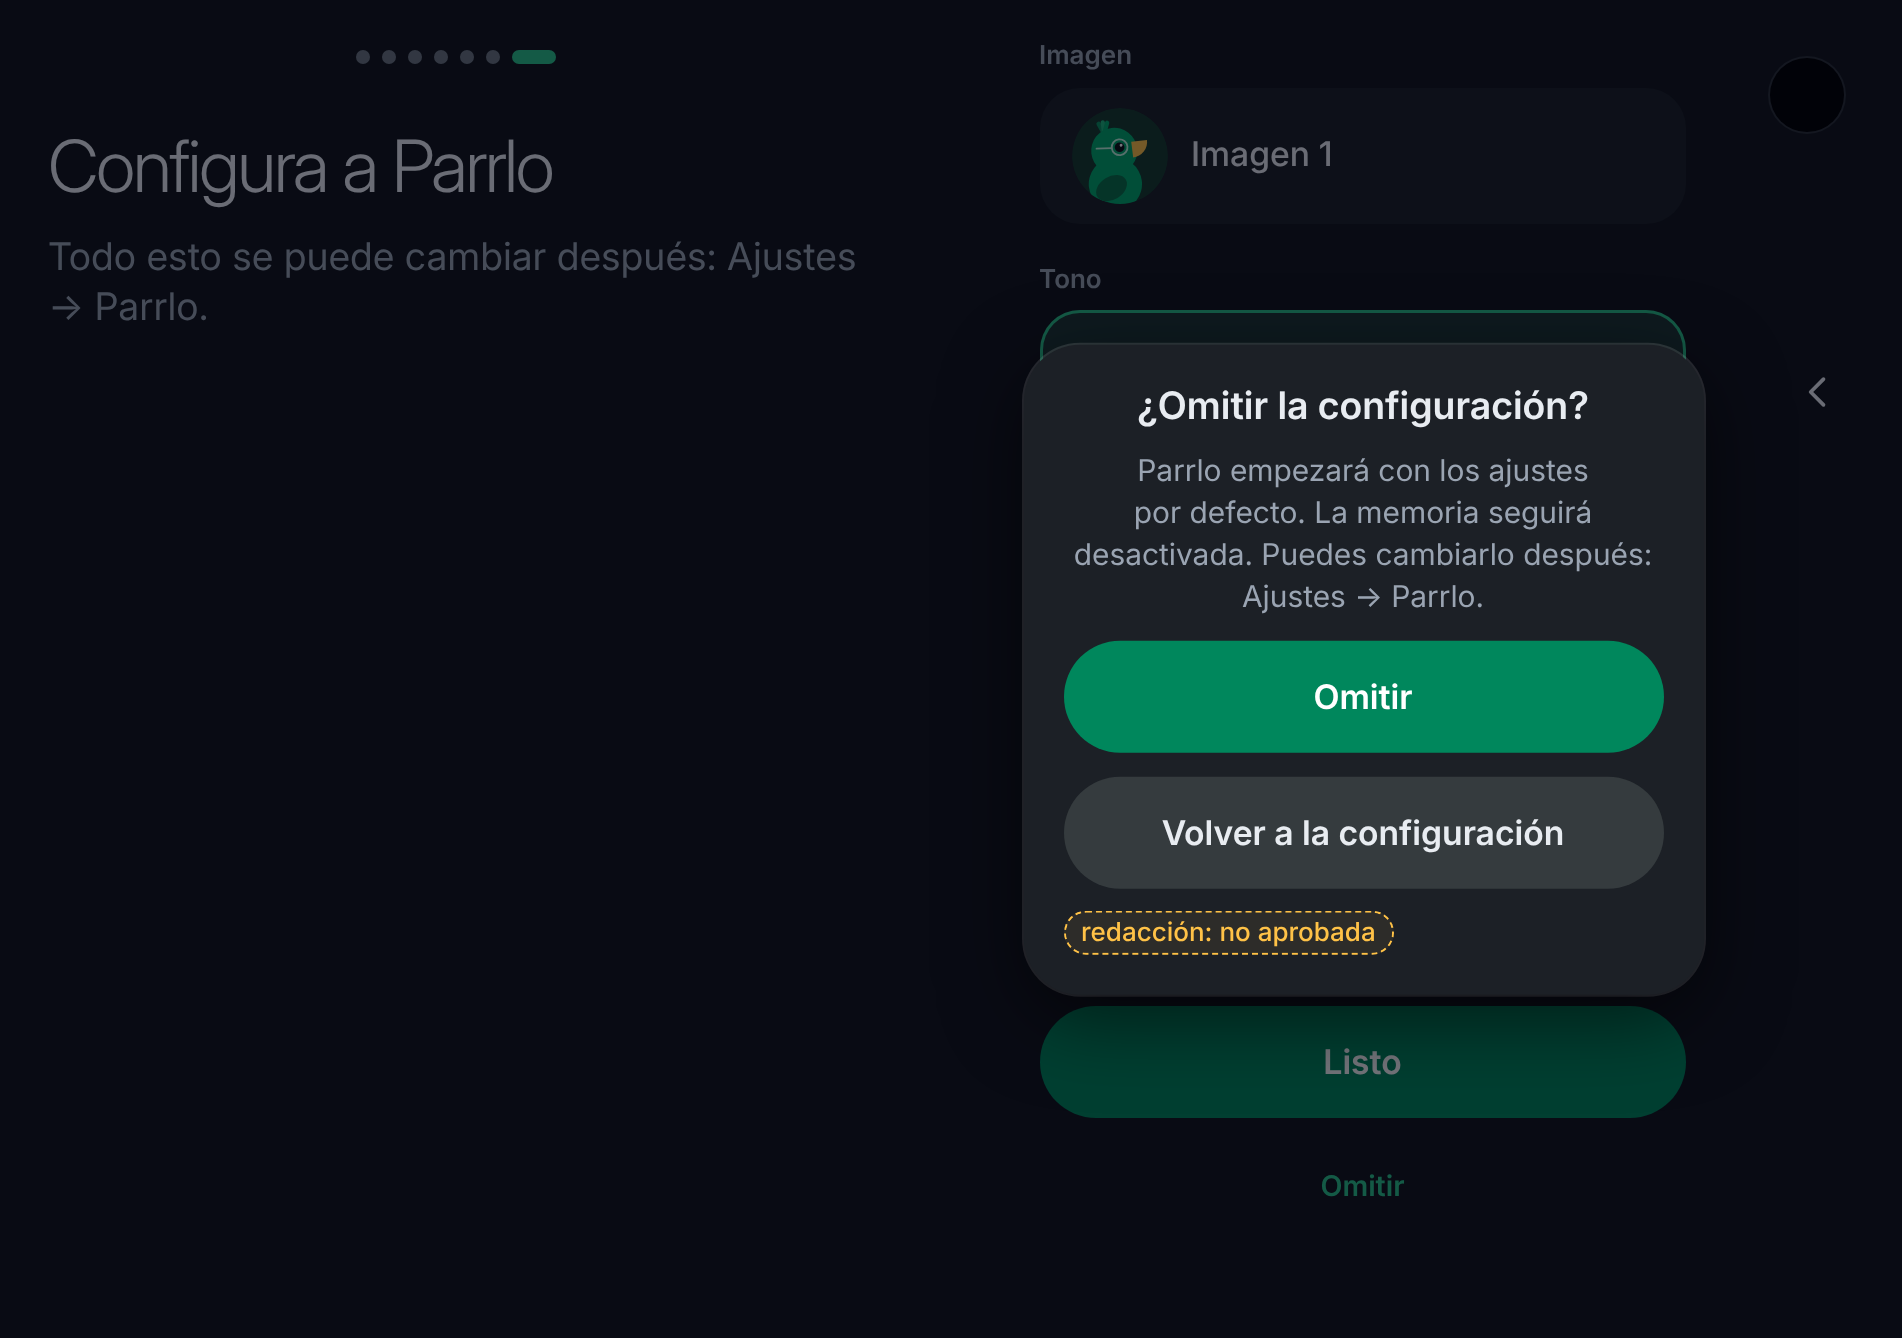 Configura a Parrlo
Todo esto se puede cambiar después: Ajustes
→ Parrlo.
Imagen
Imagen 1
Tono
¿Omitir la configuración?
Parrlo empezará con los ajustes
por defecto. La memoria seguirá
desactivada. Puedes cambiarlo después:
Ajustes → Parrlo.
Omitir
Volver a la configuración
redacción: no aprobada
Listo
Omitir